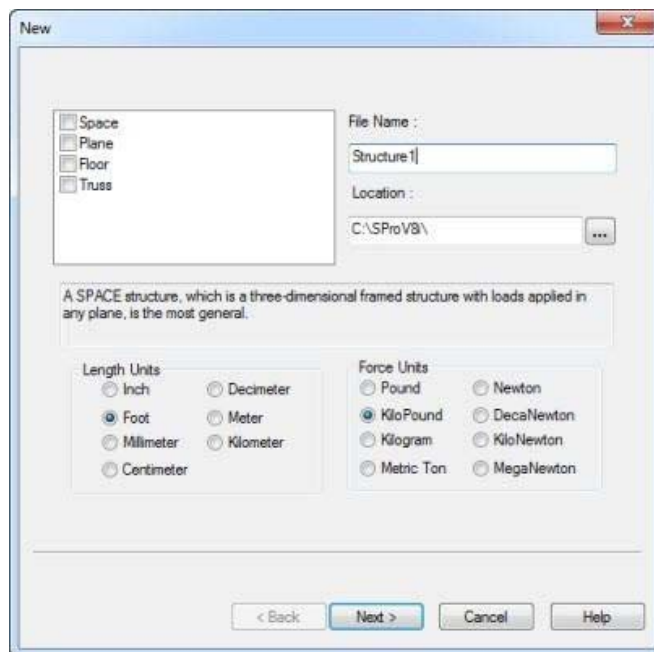 New
Space
Plane
Floor
Truss
File Name :
Structure1
Location :
C:\SProV8i\
...
A SPACE structure, which is a three-dimensional framed structure with loads applied in
any plane, is the most general.
Length Units
Inch
Decimeter
Foot
Meter
Millimeter
Kilometer
Centimeter
Force Units
Pound
Newton
KiloPound
DecaNewton
Kilogram
KiloNewton
Metric Ton
MegaNewton
< Back
Next >
Cancel
Help